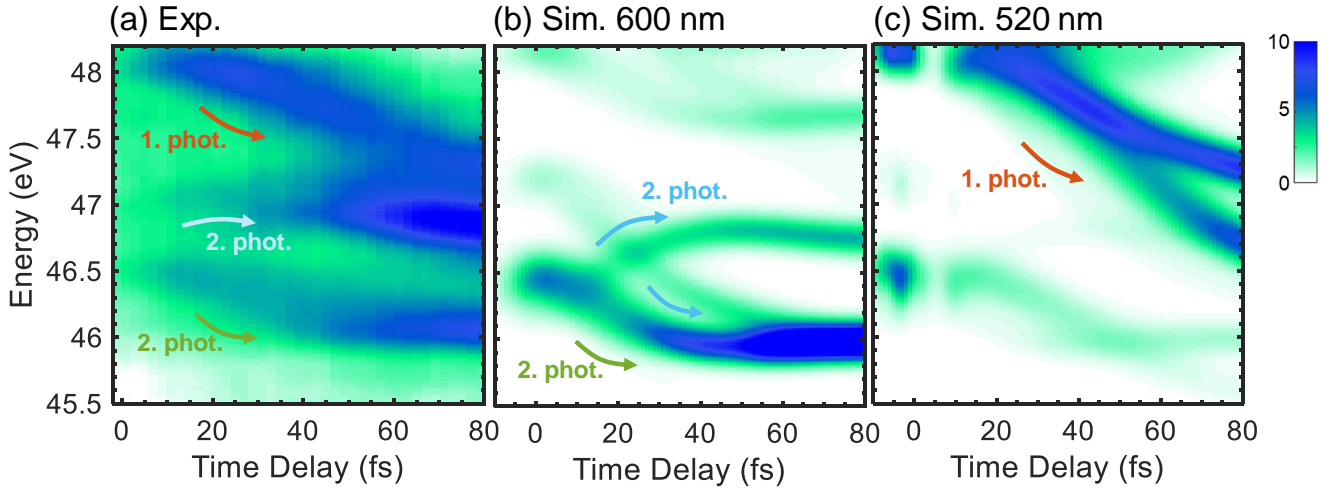 (a) Exp.
(b) Sim. 600 nm
(c) Sim. 520 nm
Energy (eV)
48
47.5
47
46.5
46
45.5
1. phot.
2. phot.
2. phot.
0 20 40 60 80
Time Delay (fs)
2. phot.
2. phot.
0 20 40 60 80
Time Delay (fs)
1. phot.
0 20 40 60 80
Time Delay (fs)
10
5
0